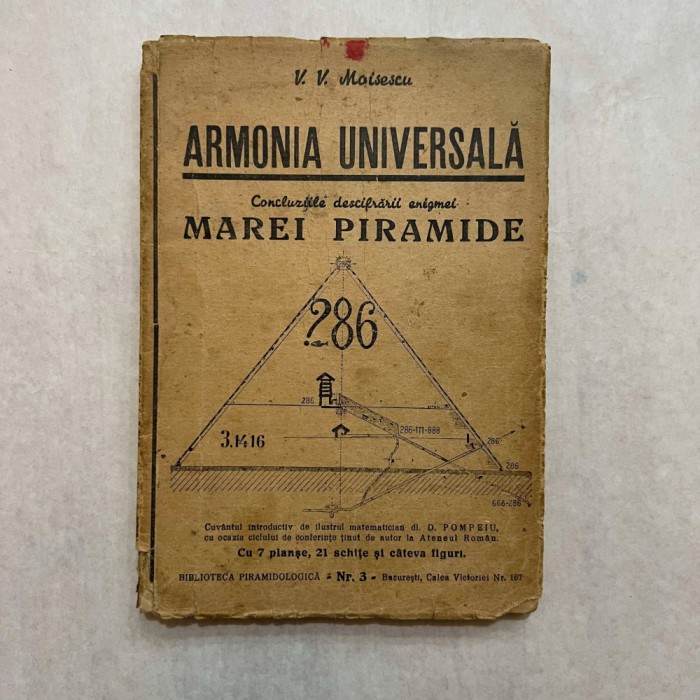 V. V. Moisescu
ARMONIA UNIVERSALĂ
Concluziile descifrării enigmei
MAREI PIRAMIDE
?286
286
286-111-888
3.1416
286
286
666-286
Cuvântul introductiv de ilustrul matematician dl. D. POMPEIU,
cu ocazia ciclului de conferințe ținut de autor la Ateneul Român.
Cu 7 planșe, 21 schițe și câteva figuri.
BIBLIOTECA PIRAMIDOLOGICĂ - Nr. 3 - București, Calea Victoriei Nr. 167